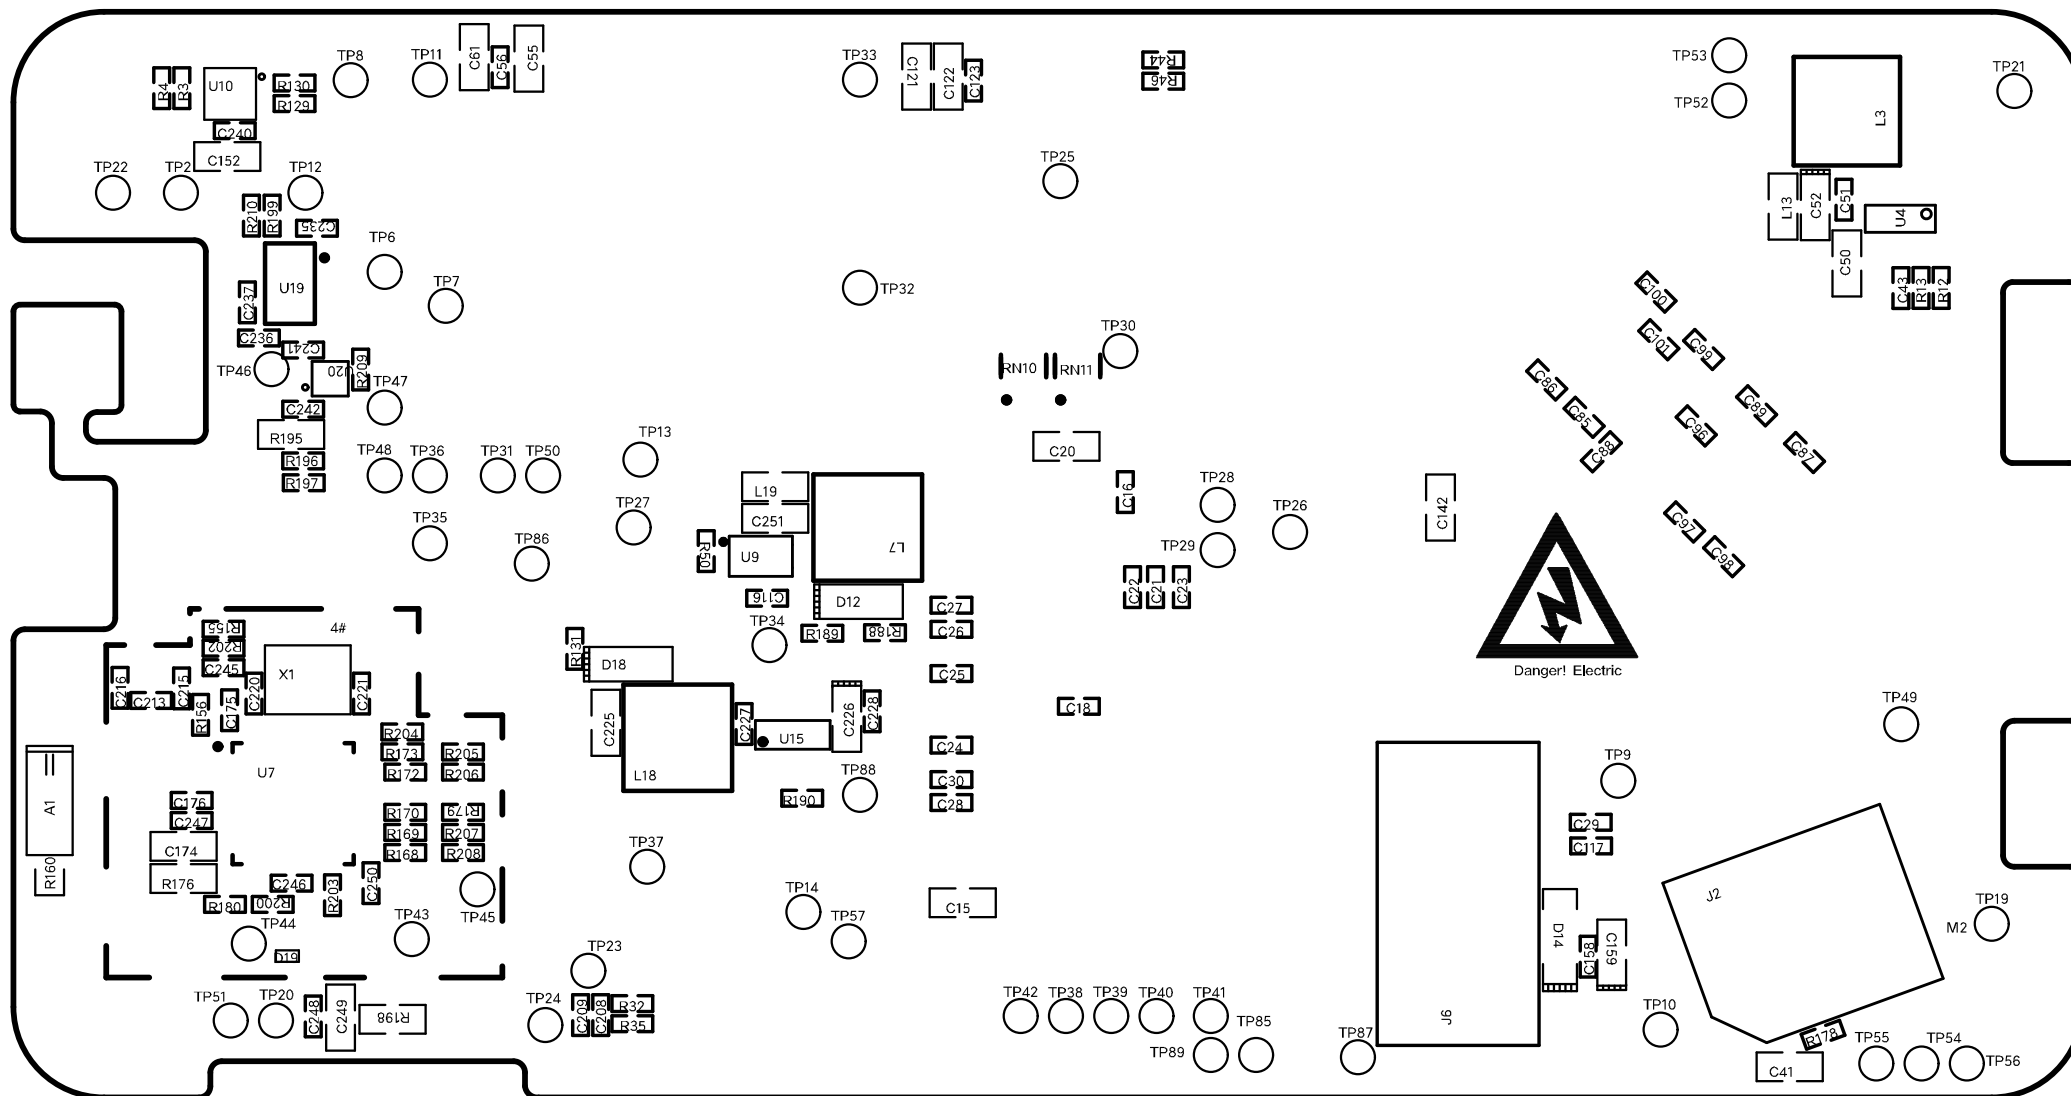 TP8
TP11
C61
C56
C55
TP33
C121
C122
C123
R44
R46
TP53
TP52
L3
TP21
R4
R3
U10
R130
R129
C240
C152
TP22
TP2
TP12
TP25
R210
R199
C235
L13
C52
C51
U4
C50
TP6
TP7
U19
C237
C236
TP32
C43
R13
R12
C100
C101
C99
TP30
RN10
RN11
C241
TP46
U20
R209
TP47
C242
R195
R196
R197
C86
C85
C88
C89
C96
C87
TP48
TP36
TP31
TP50
TP13
C20
L19
C251
C16
TP28
TP26
C142
TP35
TP86
TP27
R50
U9
L7
TP29
C97
C98
C116
D12
C27
C22
C21
C23
R155
R202
C245
4#
X1
R131
D18
TP34
R189
R188
C26
C25
Danger! Electric
C216
C213
C215
R156
C175
C220
C221
C225
C227
U15
C226
C228
C18
TP49
R204
R173
R172
R205
R206
L18
C24
C30
C28
TP9
U7
A1
C176
C247
C174
R176
R170
R169
R168
R179
R207
R208
R190
TP88
C29
C117
R160
C246
R180
R200
R203
C250
TP37
TP45
TP14
TP57
C15
J2
D14
C158
C159
M2
TP19
TP44
D19
TP43
TP23
TP51
TP20
C248
C249
R198
TP24
C209
C208
R32
R35
TP42
TP38
TP39
TP40
TP41
TP89
TP85
TP87
J6
TP10
R178
C41
TP55
TP54
TP56